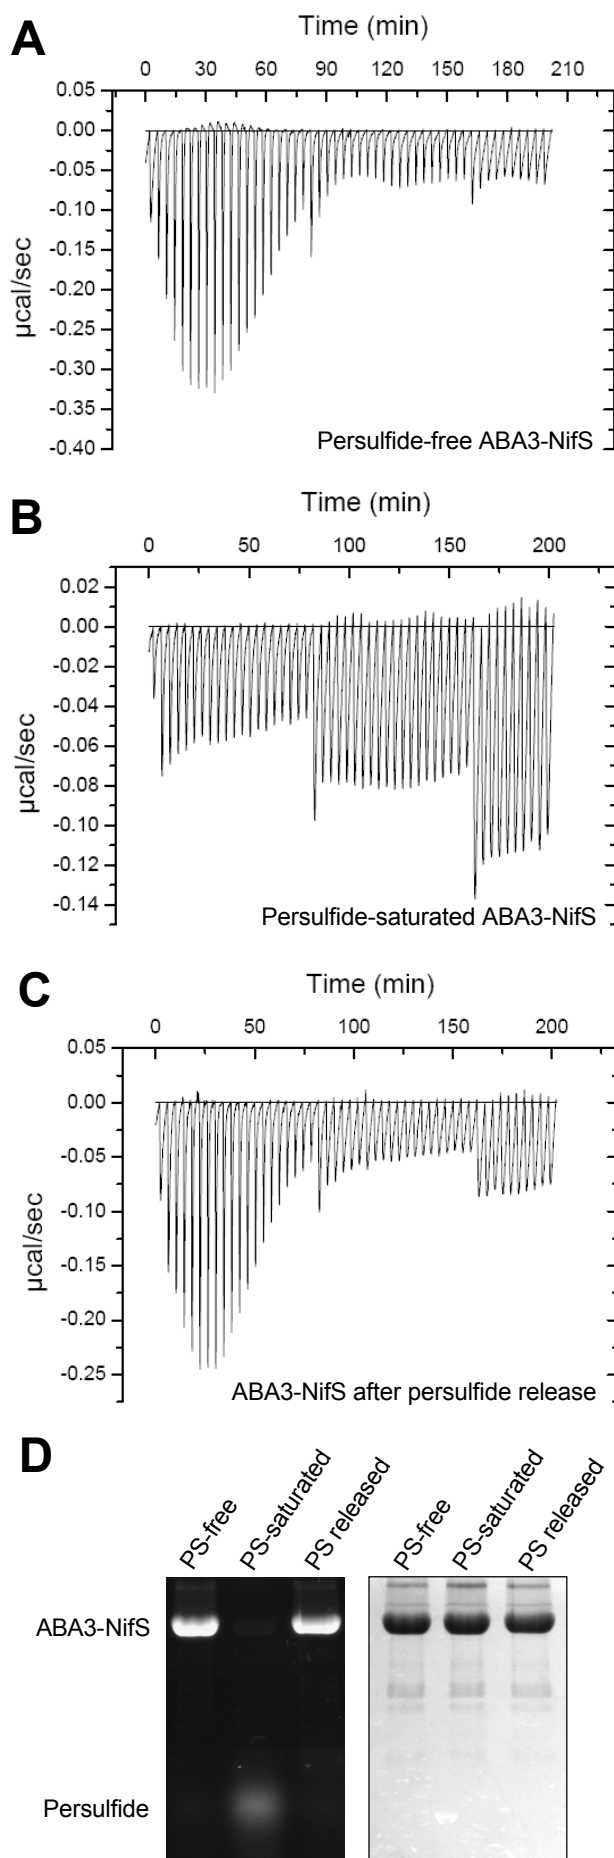 A
Time (min)
0 30 60 90 120 150 180 210
0.05
0.00
-0.05
-0.10
-0.15
-0.20
-0.25
-0.30
-0.35
-0.40
µcal/sec
Persulfide-free ABA3-NifS
B
Time (min)
0 50 100 150 200
0.02
0.00
-0.02
-0.04
-0.06
-0.08
-0.10
-0.12
-0.14
µcal/sec
Persulfide-saturated ABA3-NifS
C
Time (min)
0 50 100 150 200
0.05
0.00
-0.05
-0.10
-0.15
-0.20
-0.25
µcal/sec
ABA3-NifS after persulfide release
D
PS-free
PS-saturated
PS released
PS-free
PS-saturated
PS released
ABA3-NifS
Persulfide